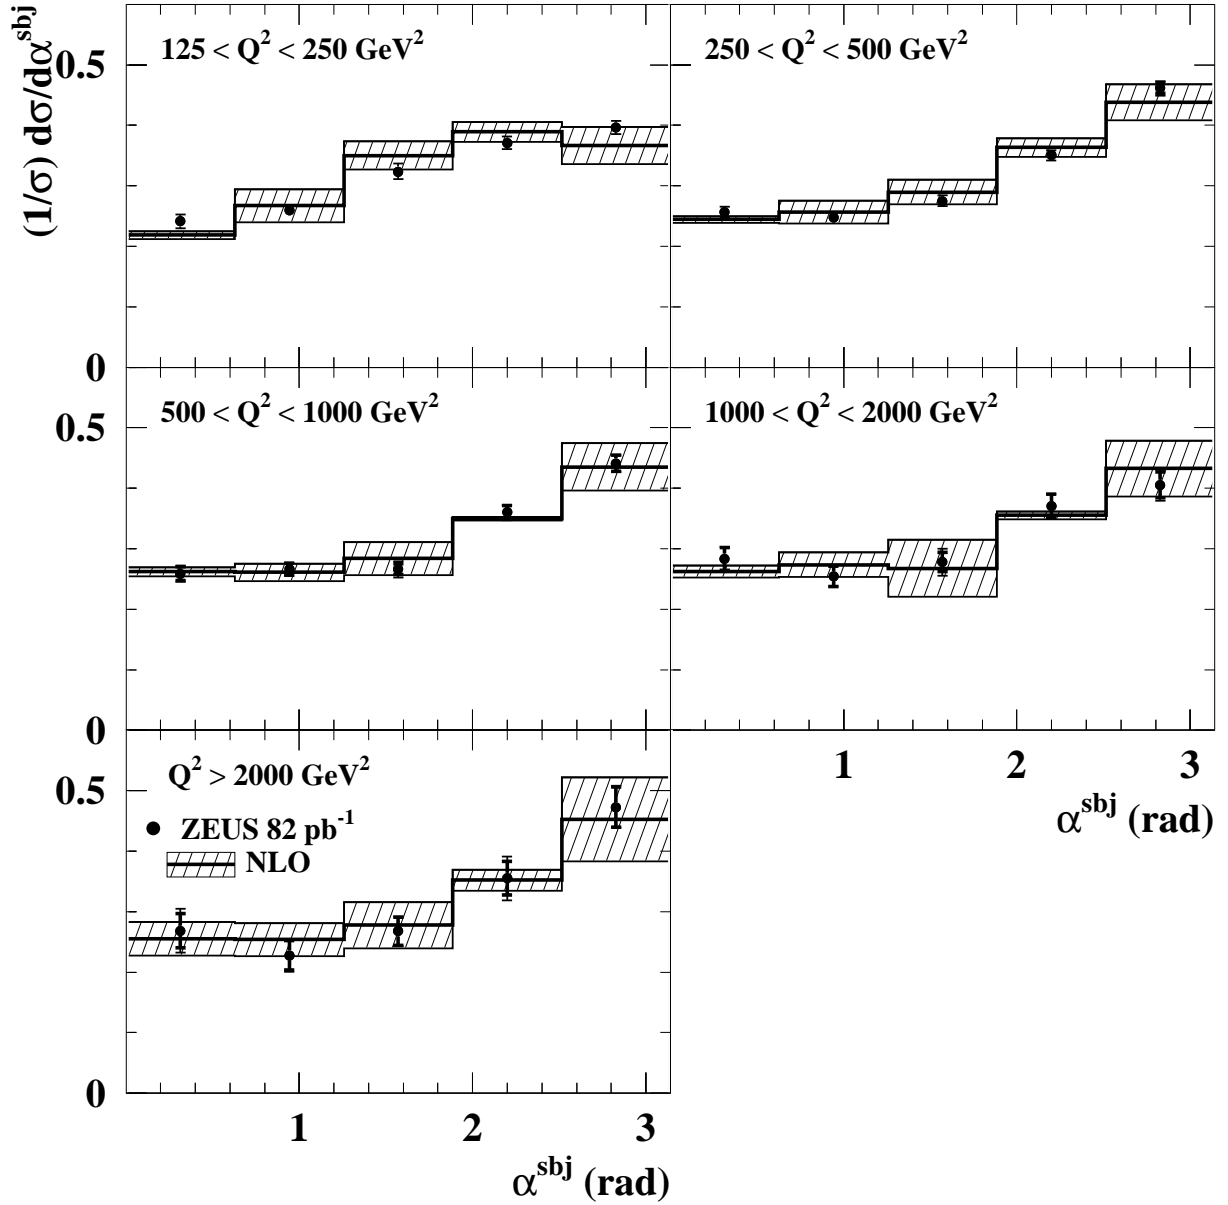 (1/σ) dσ/dα^sbj
125 < Q^2 < 250 GeV^2
250 < Q^2 < 500 GeV^2
0.5
0
500 < Q^2 < 1000 GeV^2
1000 < Q^2 < 2000 GeV^2
0.5
0
1 2 3
α^sbj (rad)
Q^2 > 2000 GeV^2
0.5
ZEUS 82 pb^-1
NLO
0
1 2 3
α^sbj (rad)